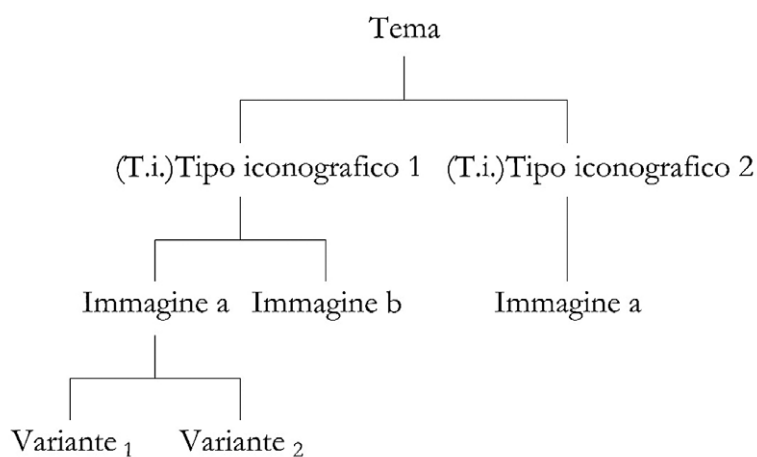 Tema
(T.i.)Tipo iconografico 1 (T.i.)Tipo iconografico 2
Immagine a Immagine b Immagine a
Variante 1 Variante 2